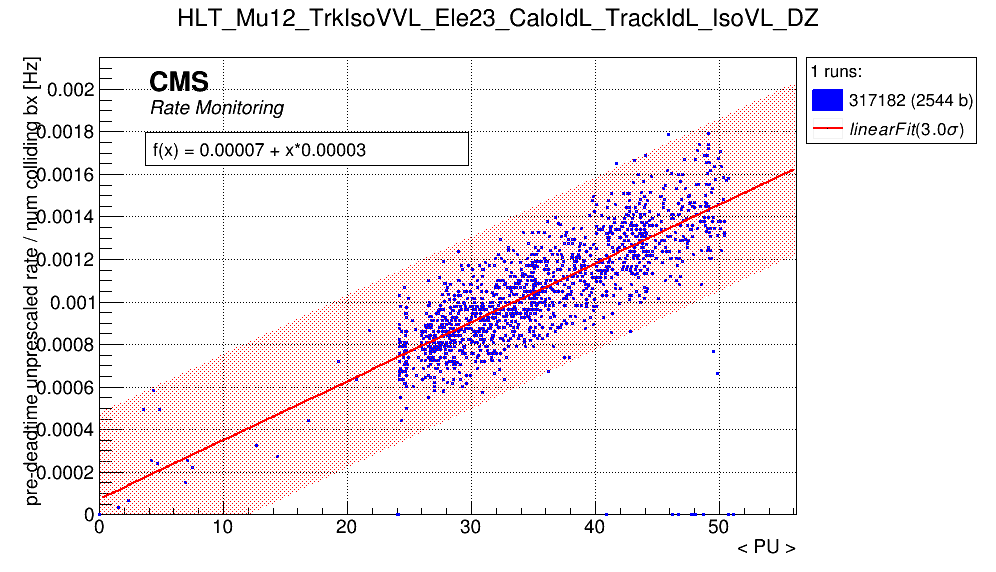 HLT_Mu12_TrkIsoVVL_Ele23_CaloIdL_TrackIdL_IsoVL_DZ
pre-deadtime unprescaled rate / num colliding bx [Hz]
CMS
Rate Monitoring
f(x) = 0.00007 + x*0.00003
1 runs:
317182 (2544 b)
linearFit(3.0σ)
0.002
0.0018
0.0016
0.0014
0.0012
0.001
0.0008
0.0006
0.0004
0.0002
0
0 10 20 30 40 50
< PU >